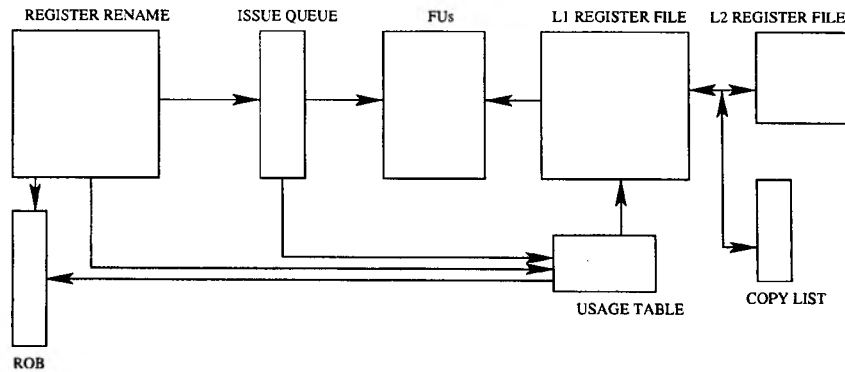 REGISTER RENAME
ISSUE QUEUE
FUs
L1 REGISTER FILE
L2 REGISTER FILE
USAGE TABLE
COPY LIST
ROB